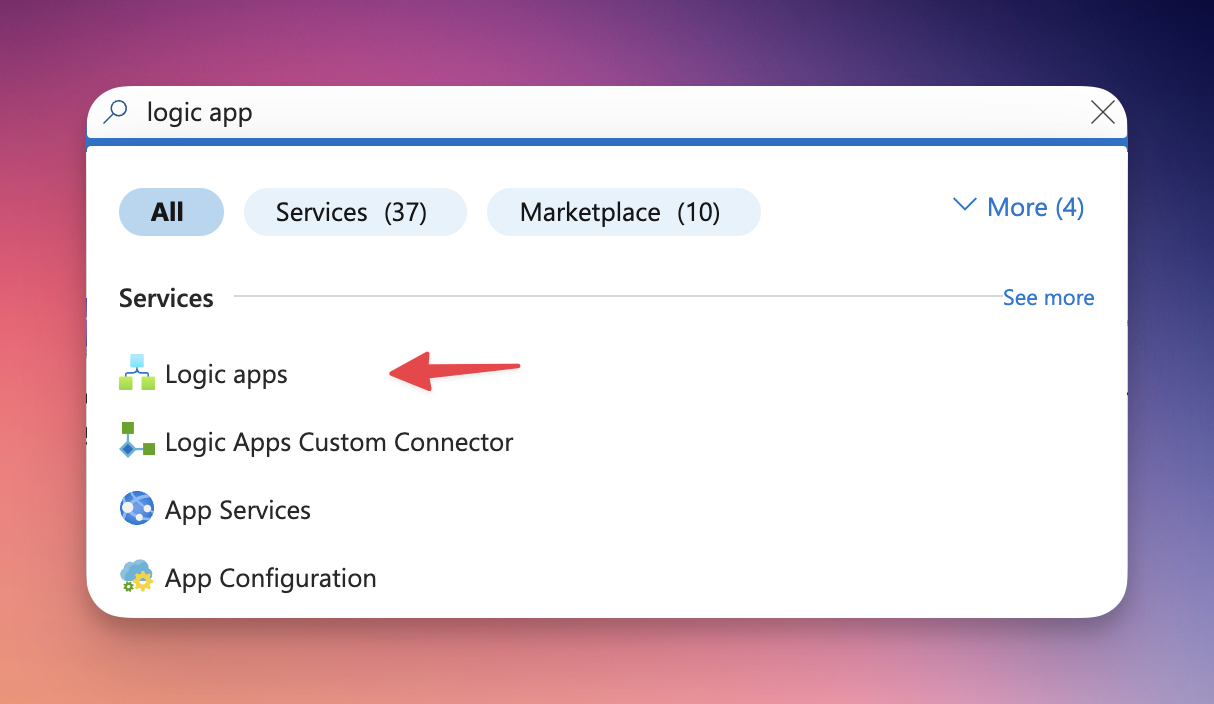 logic app
All Services (37) Marketplace (10) More (4)
Services See more
Logic apps
Logic Apps Custom Connector
App Services
App Configuration